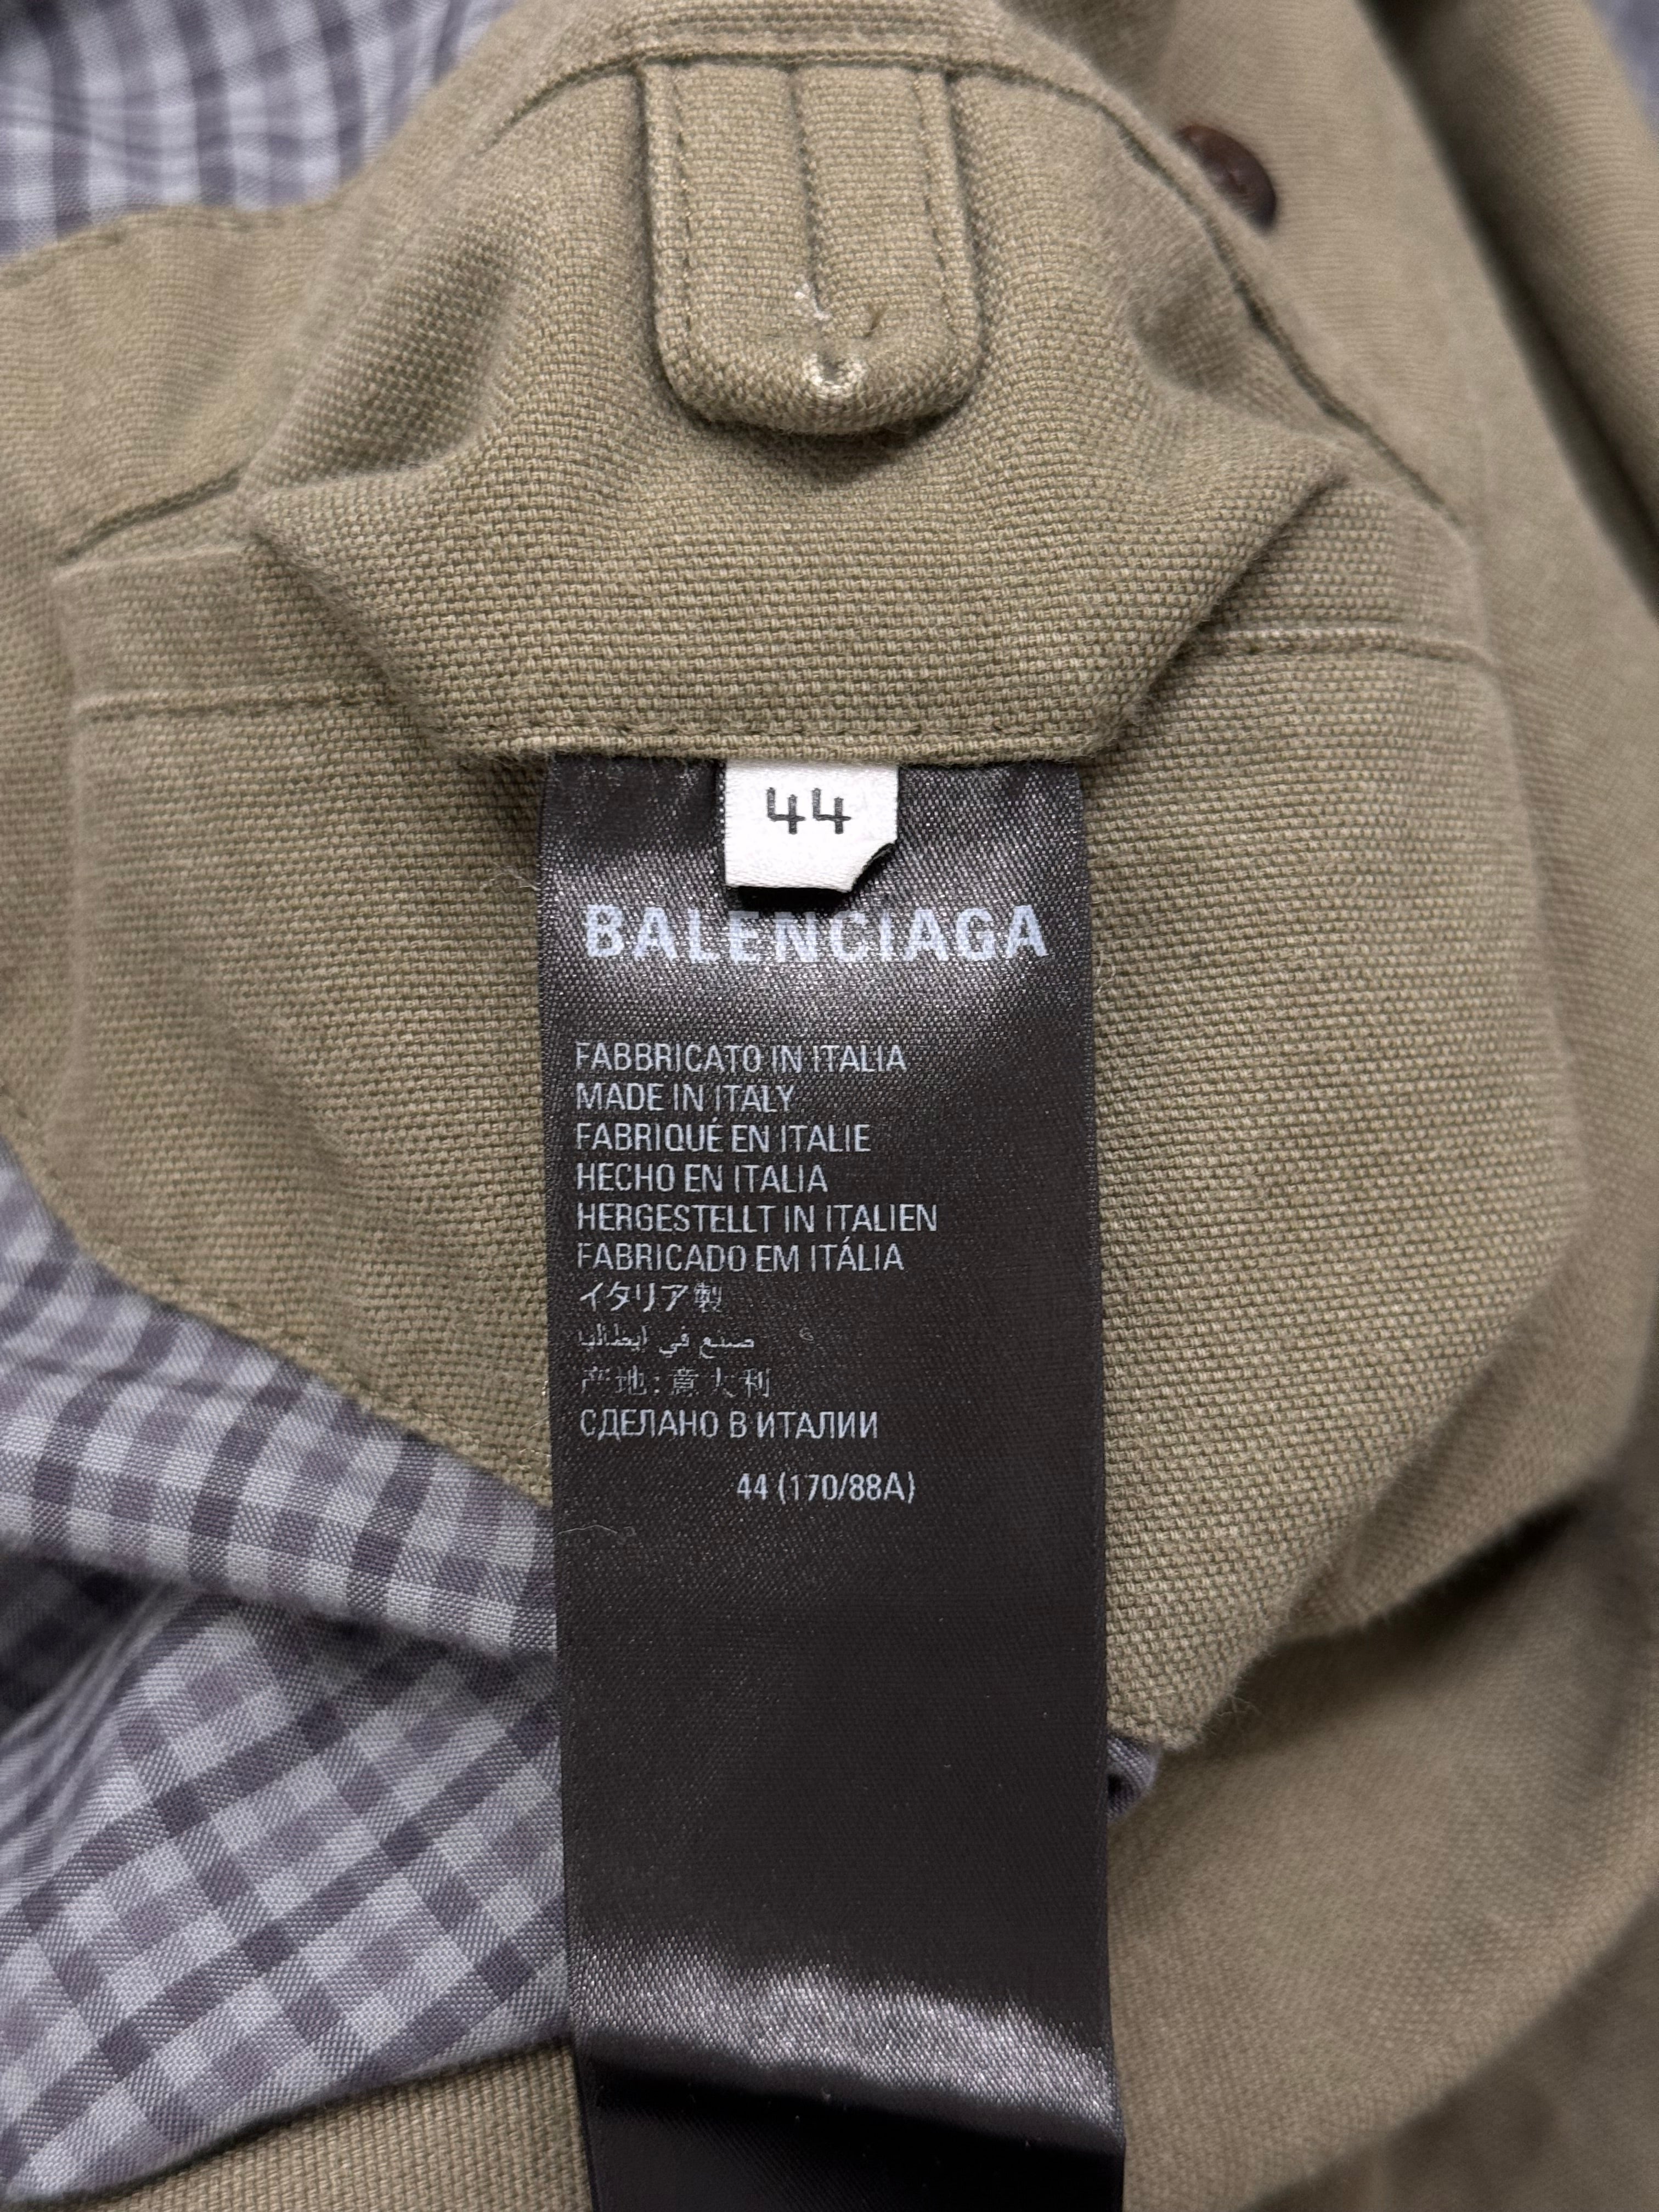 44
BALENCIAGA
FABBRICATO IN ITALIA
MADE IN ITALY
FABRIQUÉ EN ITALIE
HECHO EN ITALIA
HERGESTELLT IN ITALIEN
FABRICADO EM ITÁLIA
イタリア製
صنع في ايطاليا
产地: 意大利
СДЕЛАНО В ИТАЛИИ
44 (170/88A)